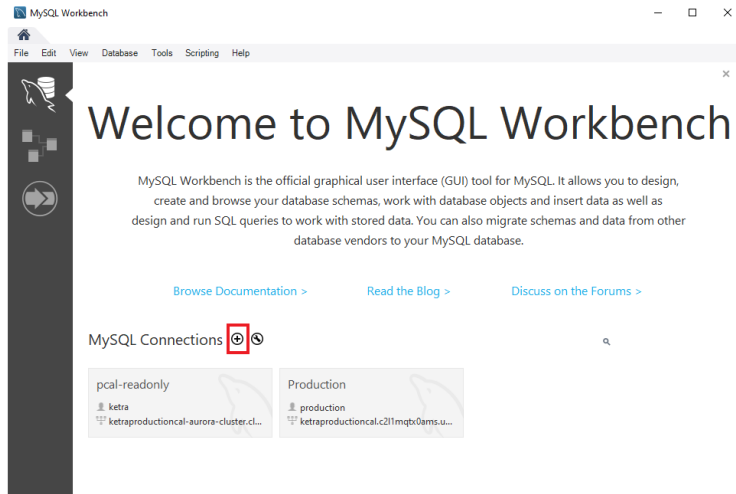 MySQL Workbench
File Edit View Database Tools Scripting Help
Welcome to MySQL Workbench
MySQL Workbench is the official graphical user interface (GUI) tool for MySQL. It allows you to design,
create and browse your database schemas, work with database objects and insert data as well as
design and run SQL queries to work with stored data. You can also migrate schemas and data from other
database vendors to your MySQL database.
Browse Documentation > Read the Blog > Discuss on the Forums >
MySQL Connections
pcal-readonly
ketra
ketraproductioncal-aurora-cluster.cl...
Production
production
ketraproductioncal.c2l1mqtx0ams.u...